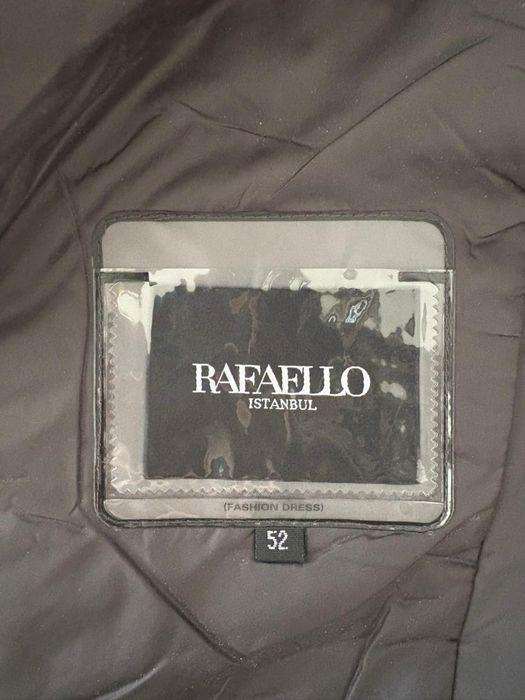 RAFAELLO
ISTANBUL
(FASHION DRESS)
52